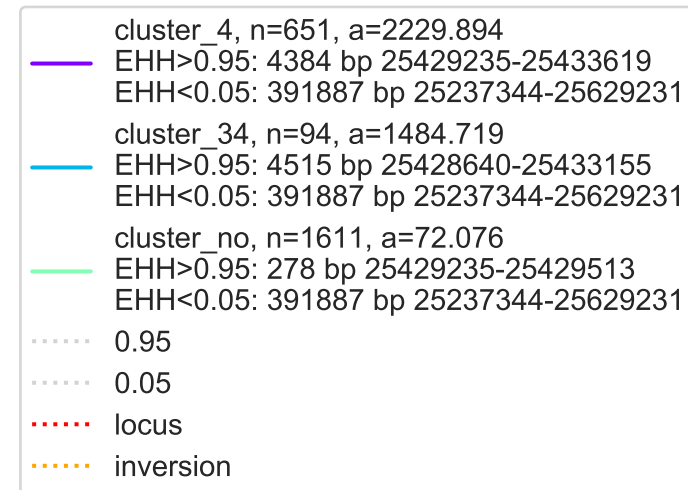 cluster_4, n=651, a=2229.894
EHH>0.95: 4384 bp 25429235-25433619
EHH<0.05: 391887 bp 25237344-25629231
cluster_34, n=94, a=1484.719
EHH>0.95: 4515 bp 25428640-25433155
EHH<0.05: 391887 bp 25237344-25629231
cluster_no, n=1611, a=72.076
EHH>0.95: 278 bp 25429235-25429513
EHH<0.05: 391887 bp 25237344-25629231
0.95
0.05
locus
inversion